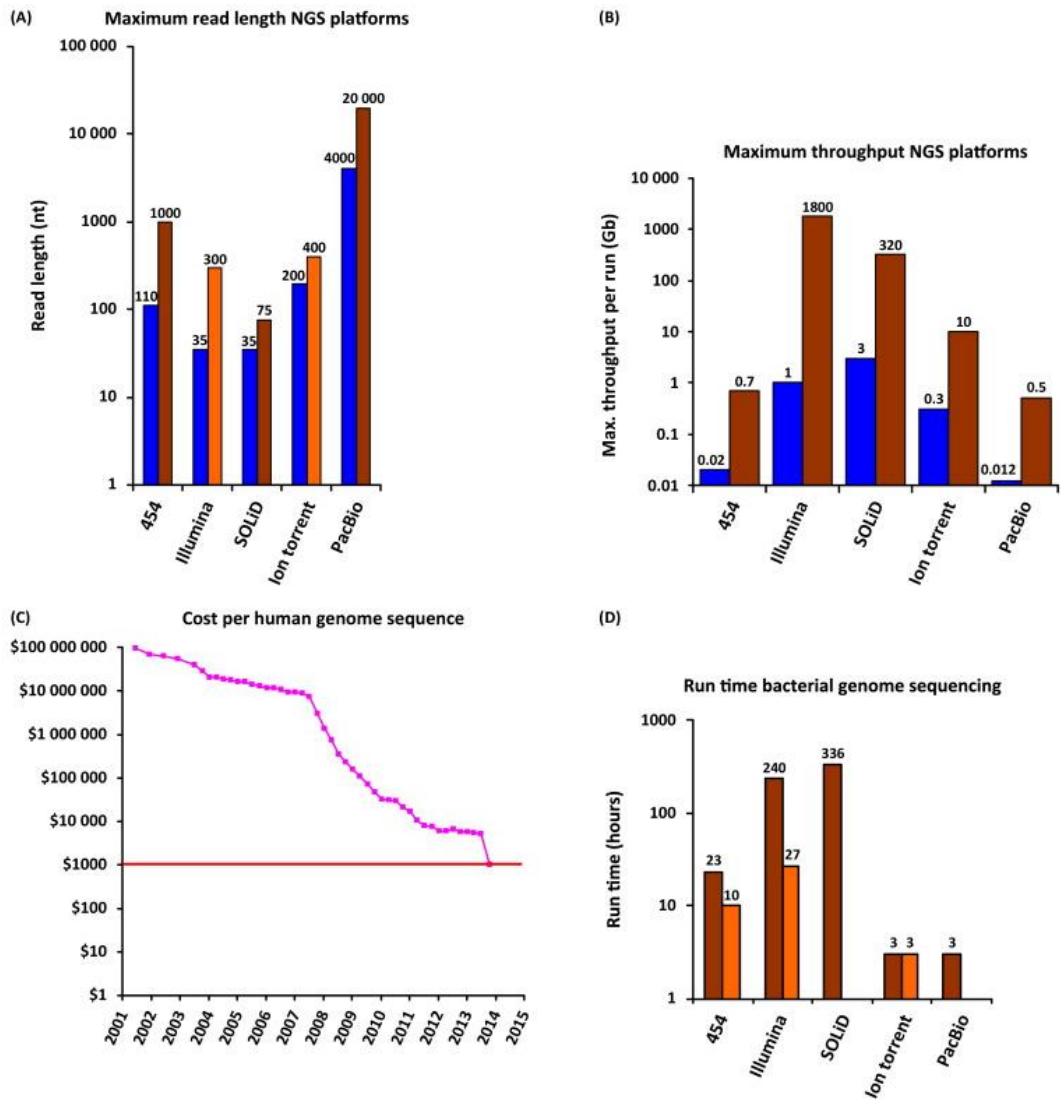 (A)
Maximum read length NGS platforms
100 000
10 000
1000
100
10
1
Read length (nt)
110
1000
35
300
35
75
200
400
4000
20 000
454
Illumina
SOLiD
Ion torrent
PacBio
(B)
Maximum throughput NGS platforms
10 000
1000
100
10
1
0.1
0.01
Max. throughput per run (Gb)
0.02
0.7
1
1800
3
320
0.3
10
0.012
0.5
454
Illumina
SOLiD
Ion torrent
PacBio
(C)
Cost per human genome sequence
$100 000 000
$10 000 000
$1 000 000
$100 000
$10 000
$1000
$100
$10
$1
2001
2002
2003
2004
2005
2006
2007
2008
2009
2010
2011
2012
2013
2014
2015
(D)
Run time bacterial genome sequencing
1000
100
10
1
Run time (hours)
23
10
240
27
336
3
3
3
454
Illumina
SOLiD
Ion torrent
PacBio